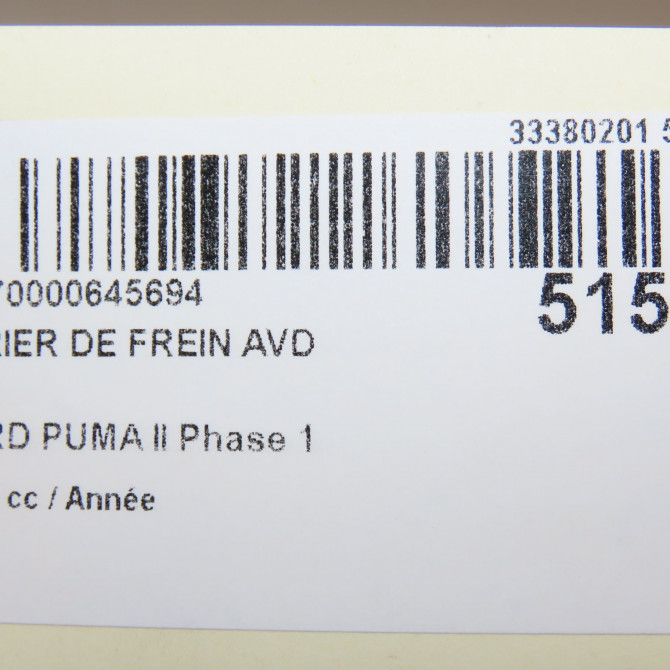 33380201 5
70000645694
515
RIER DE FREIN AVD
RD PUMA II Phase 1
cc / Année